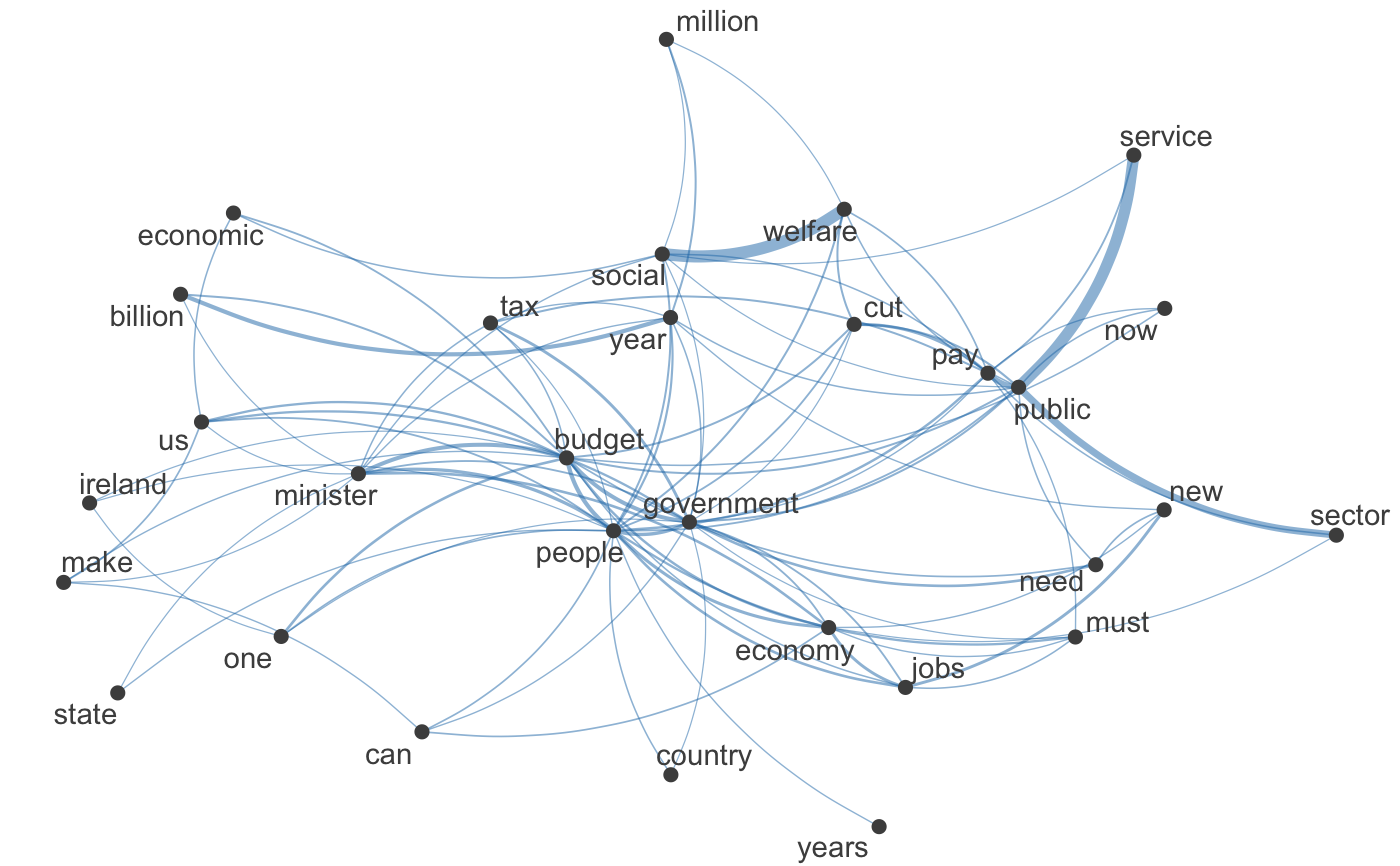 million
service
welfare
economic
social
billion
tax
cut
year
now
pay
public
us
budget
ireland
minister
new
government
sector
people
make
need
must
economy
one
jobs
state
can
country
years